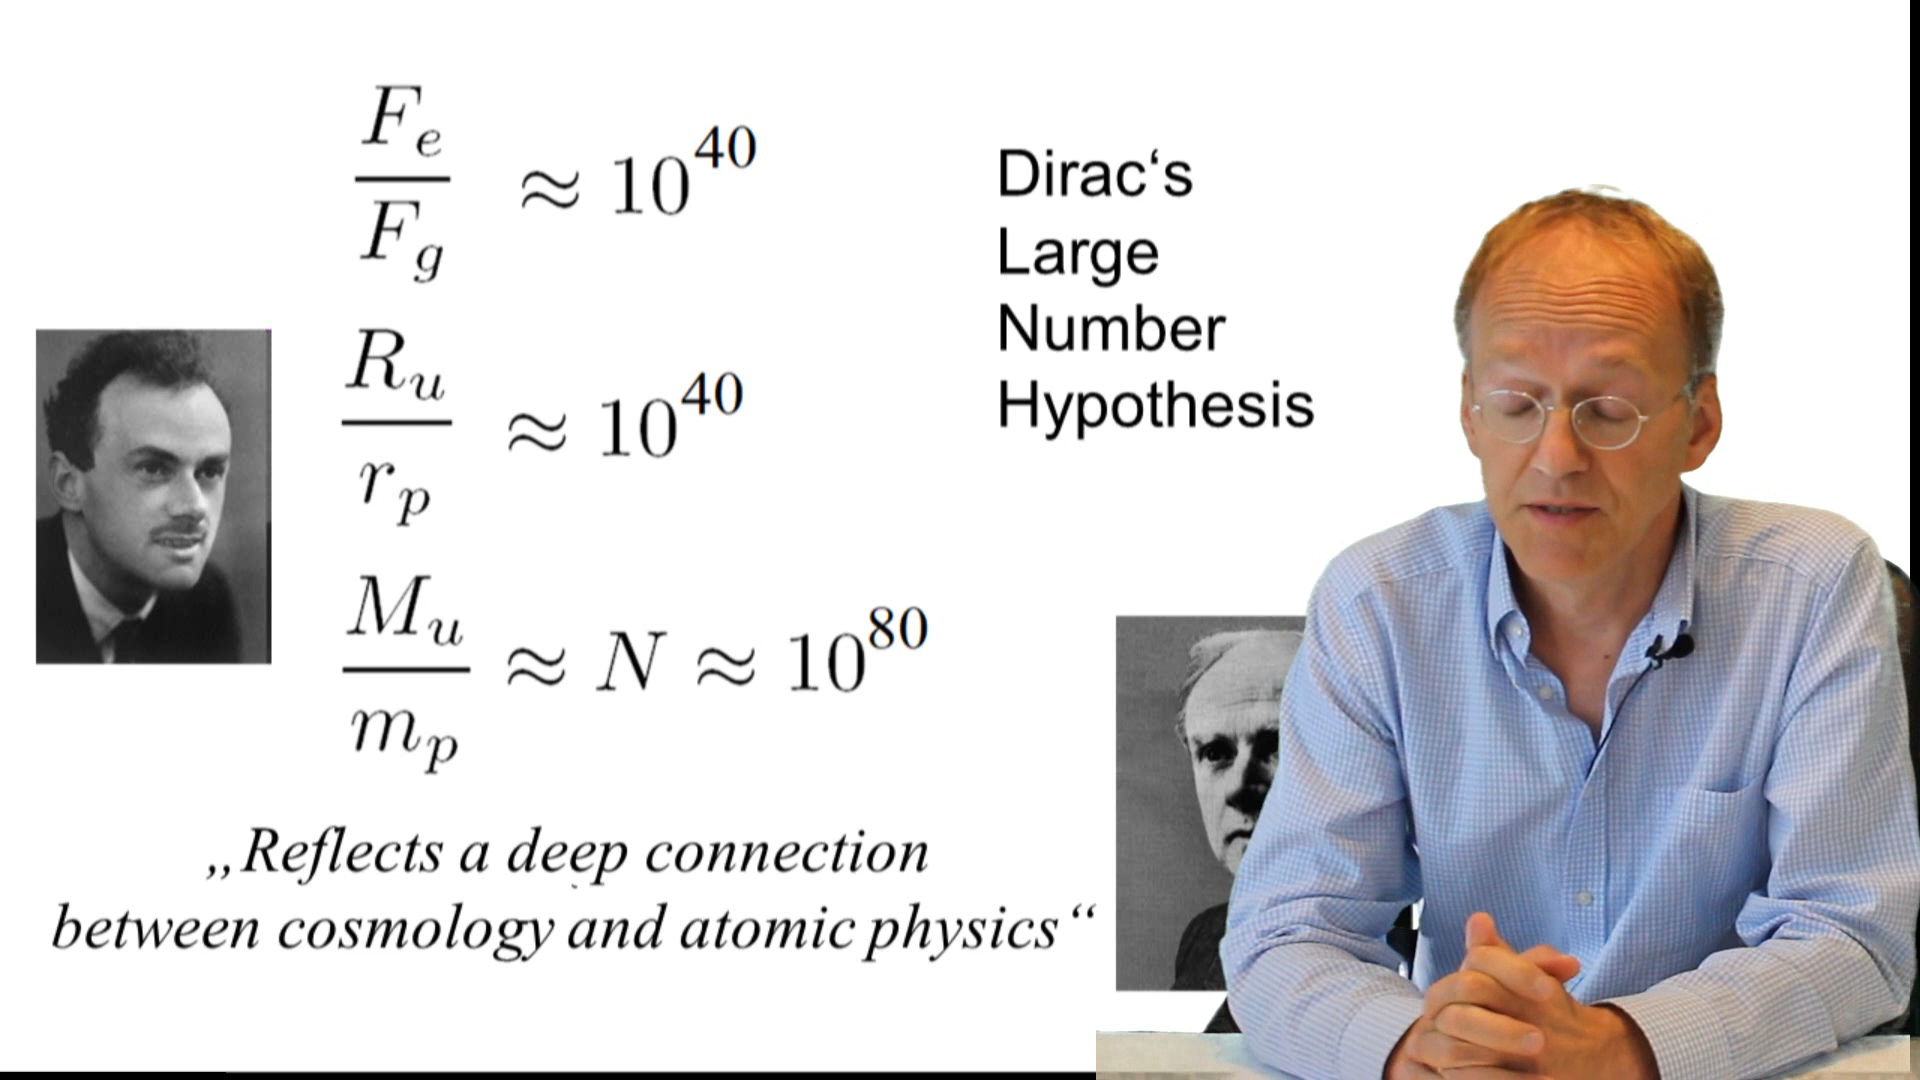 F_e / F_g ≈ 10^40
R_u / r_p ≈ 10^40
M_u / m_p ≈ N ≈ 10^80
Dirac‘s
Large
Number
Hypothesis
„Reflects a deep connection
between cosmology and atomic physics“